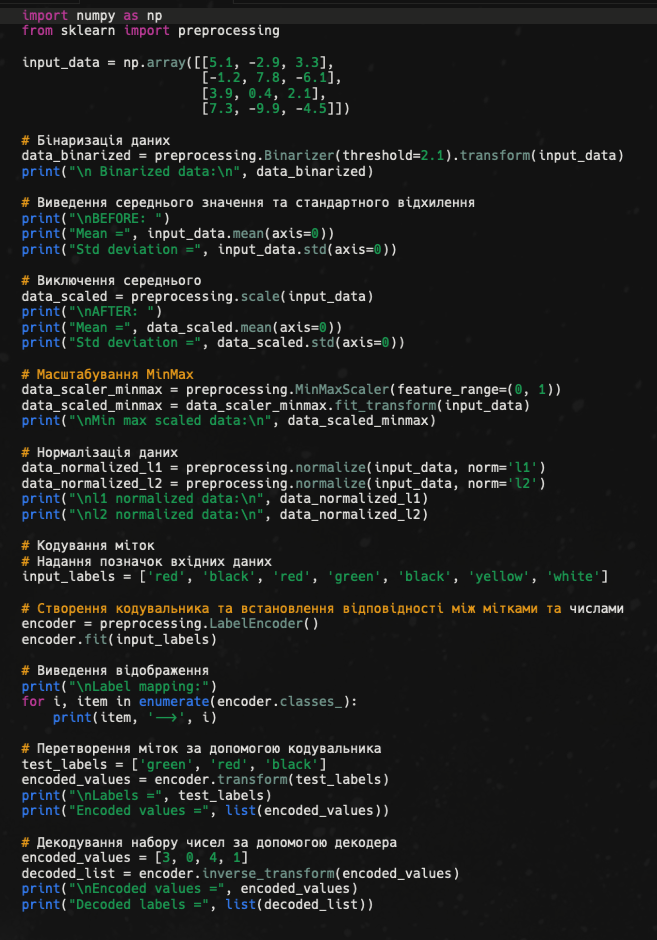 import numpy as np
from sklearn import preprocessing
input_data = np.array([[5.1, -2.9, 3.3],
[-1.2, 7.8, -6.1],
[3.9, 0.4, 2.1],
[7.3, -9.9, -4.5]])
# Бінаризація даних
data_binarized = preprocessing.Binarizer(threshold=2.1).transform(input_data)
print("\n Binarized data:\n", data_binarized)
# Виведення середнього значення та стандартного відхилення
print("\nBEFORE: ")
print("Mean =", input_data.mean(axis=0))
print("Std deviation =", input_data.std(axis=0))
# Виключення середнього
data_scaled = preprocessing.scale(input_data)
print("\nAFTER: ")
print("Mean =", data_scaled.mean(axis=0))
print("Std deviation =", data_scaled.std(axis=0))
# Масштабування MinMax
data_scaler_minmax = preprocessing.MinMaxScaler(feature_range=(0, 1))
data_scaled_minmax = data_scaler_minmax.fit_transform(input_data)
print("\nMin max scaled data:\n", data_scaled_minmax)
# Нормалізація даних
data_normalized_l1 = preprocessing.normalize(input_data, norm='l1')
data_normalized_l2 = preprocessing.normalize(input_data, norm='l2')
print("\nl1 normalized data:\n", data_normalized_l1)
print("\nl2 normalized data:\n", data_normalized_l2)
# Кодування міток
# Надання позначок вхідних даних
input_labels = ['red', 'black', 'red', 'green', 'black', 'yellow', 'white']
# Створення кодувальника та встановлення відповідності між мітками та числами
encoder = preprocessing.LabelEncoder()
encoder.fit(input_labels)
# Виведення відображення
print("\nLabel mapping:")
for i, item in enumerate(encoder.classes_):
print(item, '-->', i)
# Перетворення міток за допомогою кодувальника
test_labels = ['green', 'red', 'black']
encoded_values = encoder.transform(test_labels)
print("\nLabels =", test_labels)
print("Encoded values =", list(encoded_values))
# Декодування набору чисел за допомогою декодера
encoded_values = [3, 0, 4, 1]
decoded_list = encoder.inverse_transform(encoded_values)
print("\nEncoded values =", encoded_values)
print("Decoded labels =", list(decoded_list))